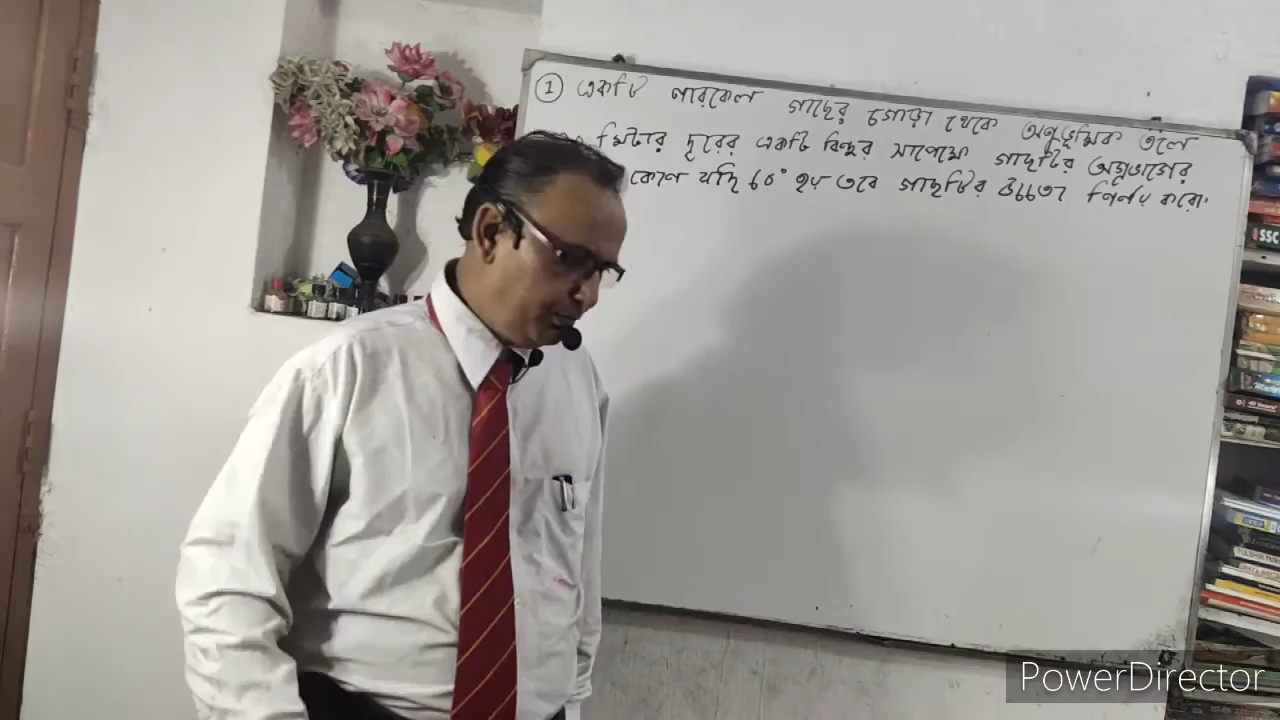 ① একটি নারকেল গাছের গোড়া থেকে অনুভূমিক তলে
মিটার দূরের একটি বিন্দুর সাপেক্ষে গাছটির অগ্রভাগের
কোণ যদি 60° হয় তবে গাছটির উচ্চতা নির্ণয় করো।
SSC
PowerDirector